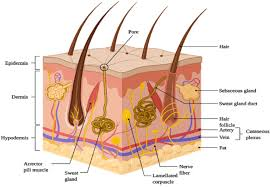 Pore
Hair
Epidermis
Sebaceous gland
Dermis
Sweat gland duct
Hair
follicle
Artery
Vein
Cutaneous
plexus
Hypodermis
Fat
Arrector
pili muscle
Sweat
gland
Nerve
fiber
Lamellated
corpuscle